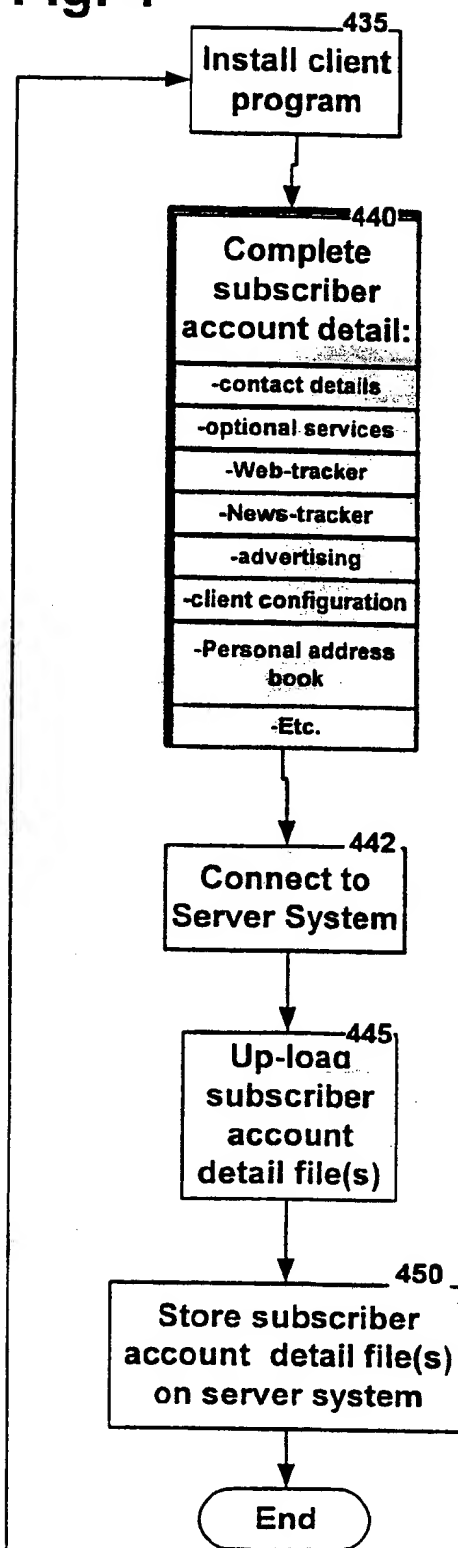 435
Install client
program
440
Complete
subscriber
account detail:
-contact details
-optional services
-Web-tracker
-News-tracker
-advertising
-client configuration
-Personal address
book
-Etc.
442
Connect to
Server System
445
Up-load
subscriber
account
detail file(s)
450
Store subscriber
account detail file(s)
on server system
End